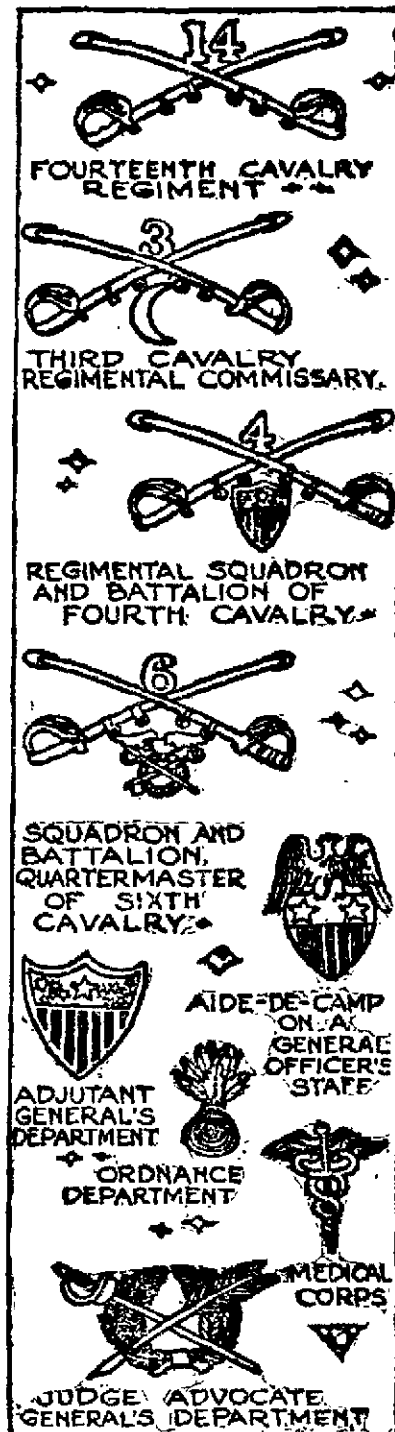 14
FOURTEENTH CAVALRY
REGIMENT
3
THIRD CAVALRY
REGIMENTAL COMMISSARY.
4
REGIMENTAL SQUADRON
AND BATTALION OF
FOURTH CAVALRY
6
SQUADRON AND
BATTALION,
QUARTERMASTER
OF SIXTH
CAVALRY
AIDE-DE-CAMP
ON A
GENERAL
OFFICER'S
STAFF
ADJUTANT
GENERAL'S
DEPARTMENT
ORDNANCE
DEPARTMENT
MEDICAL
CORPS
JUDGE ADVOCATE
GENERAL'S DEPARTMENT